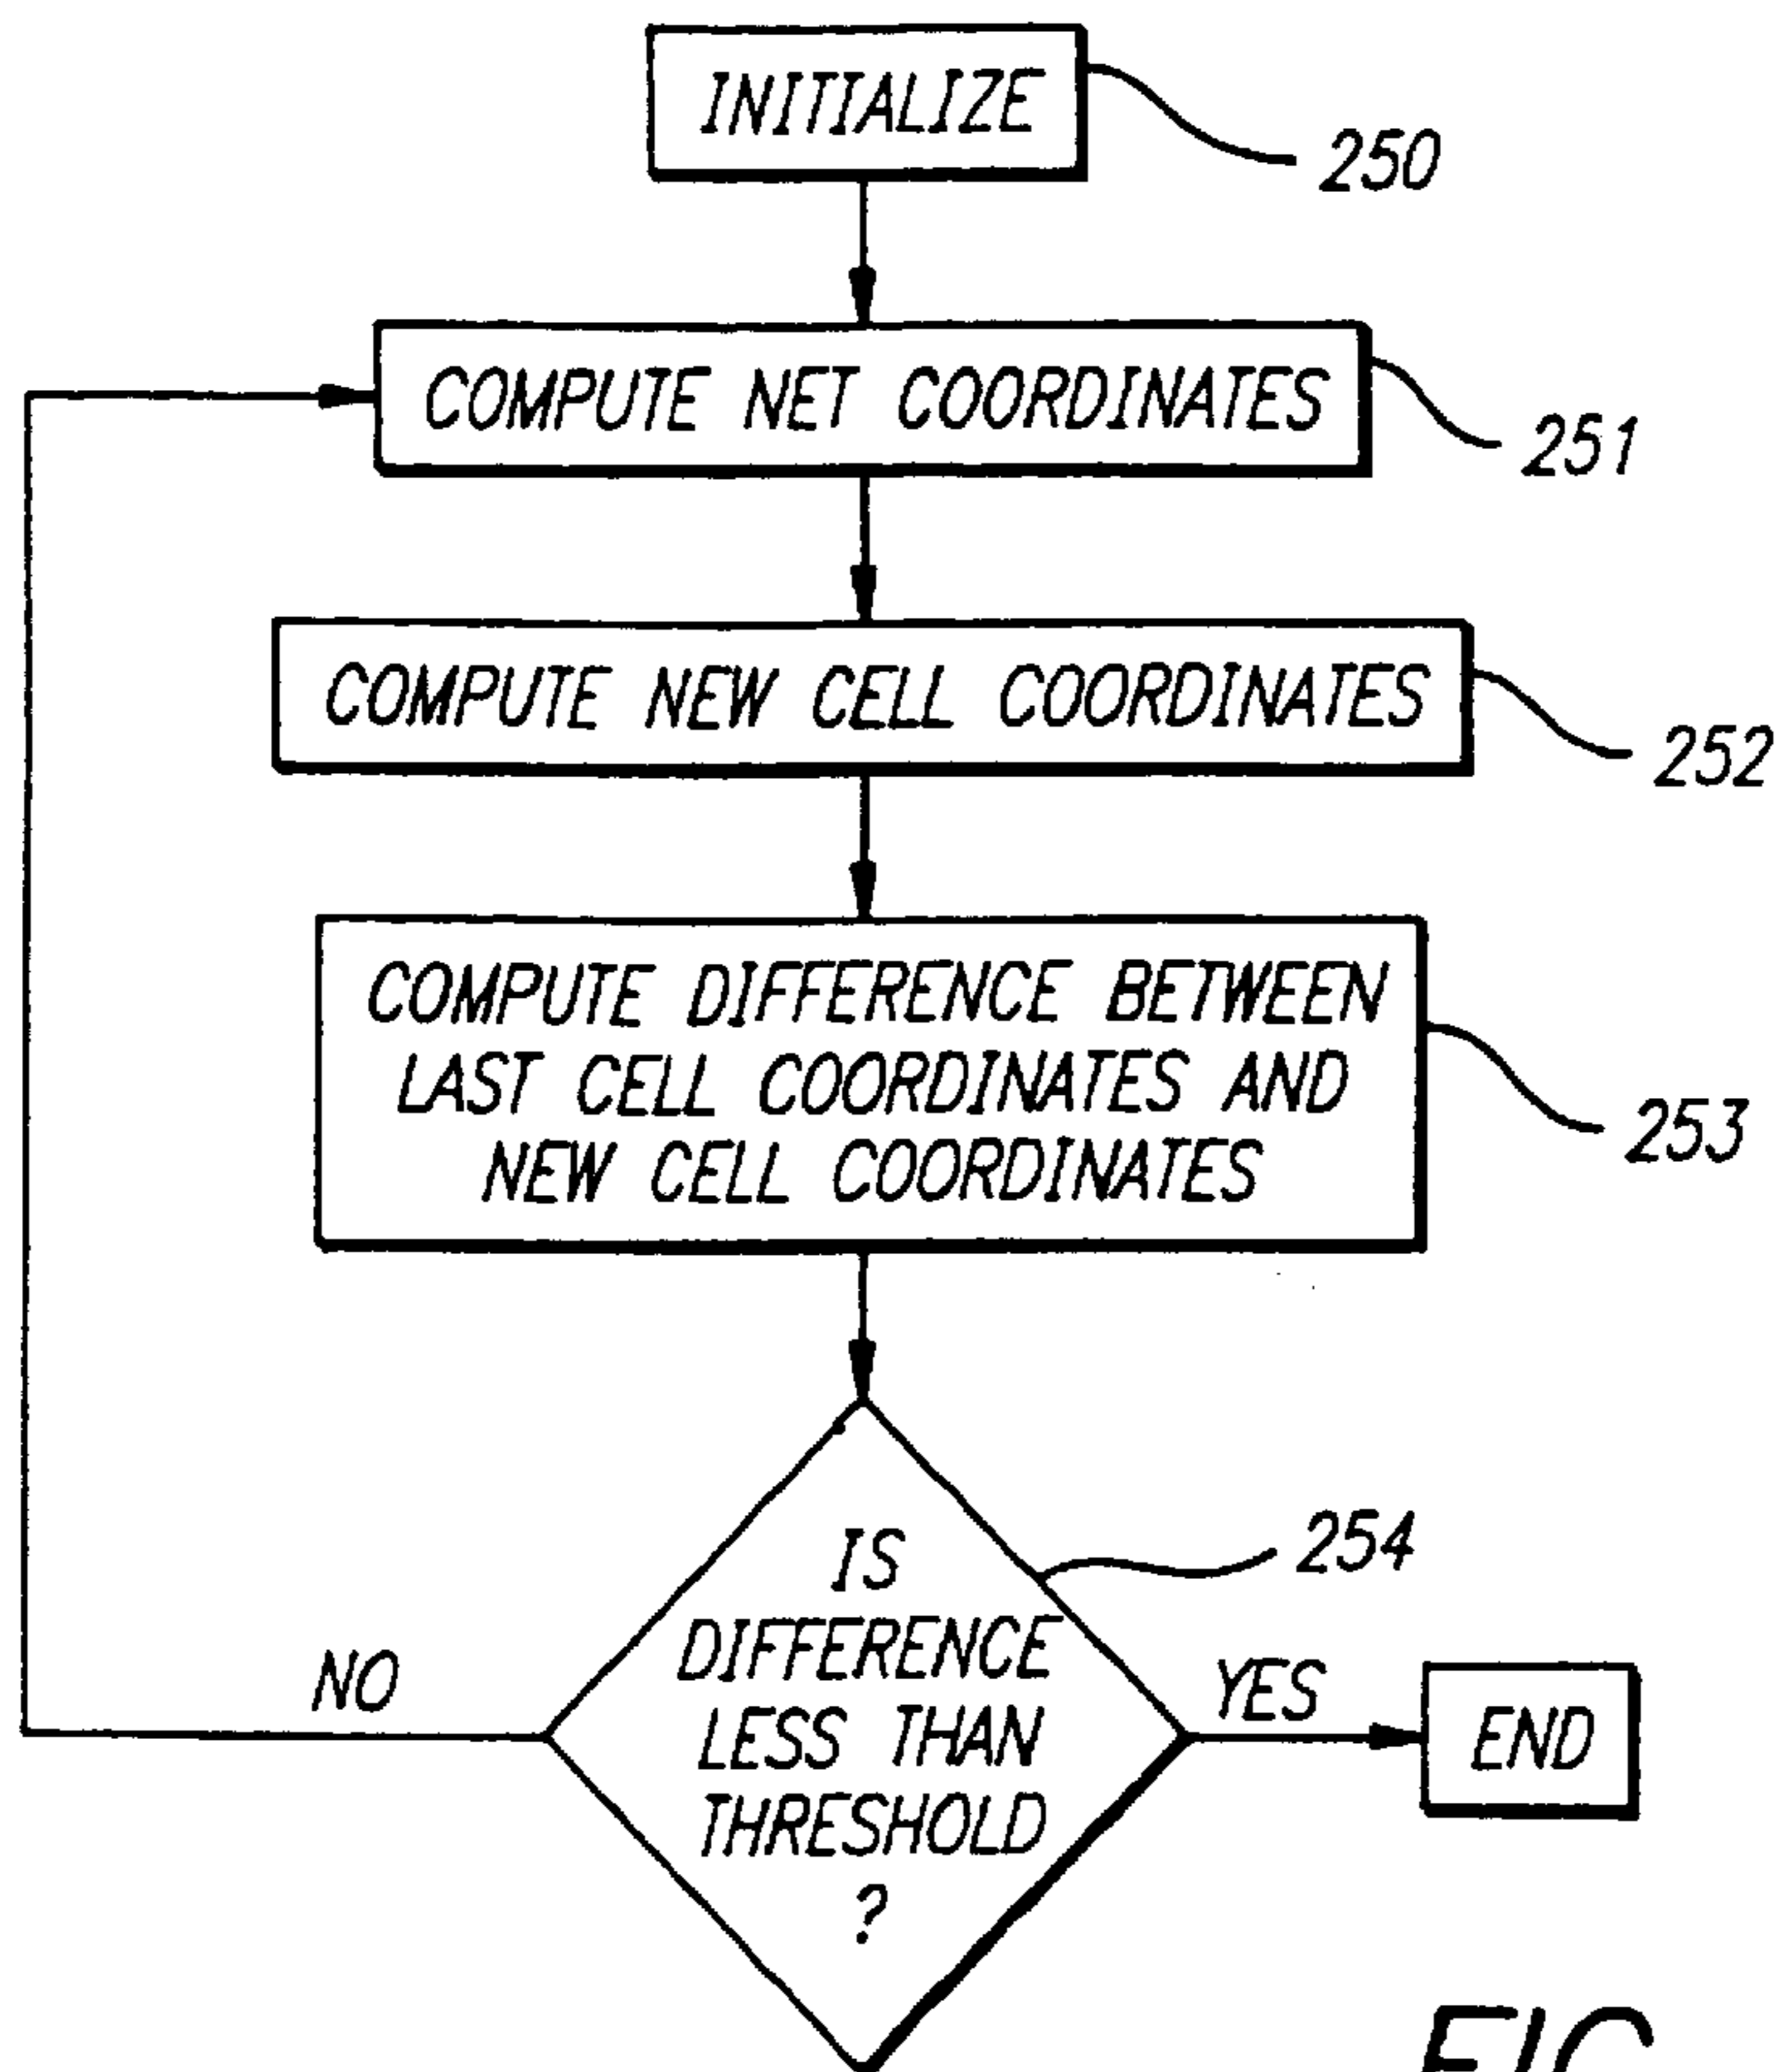 INITIALIZE
250
COMPUTE NET COORDINATES
251
COMPUTE NEW CELL COORDINATES
252
COMPUTE DIFFERENCE BETWEEN
LAST CELL COORDINATES AND
NEW CELL COORDINATES
253
IS
DIFFERENCE
LESS THAN
THRESHOLD
?
254
NO
YES
END